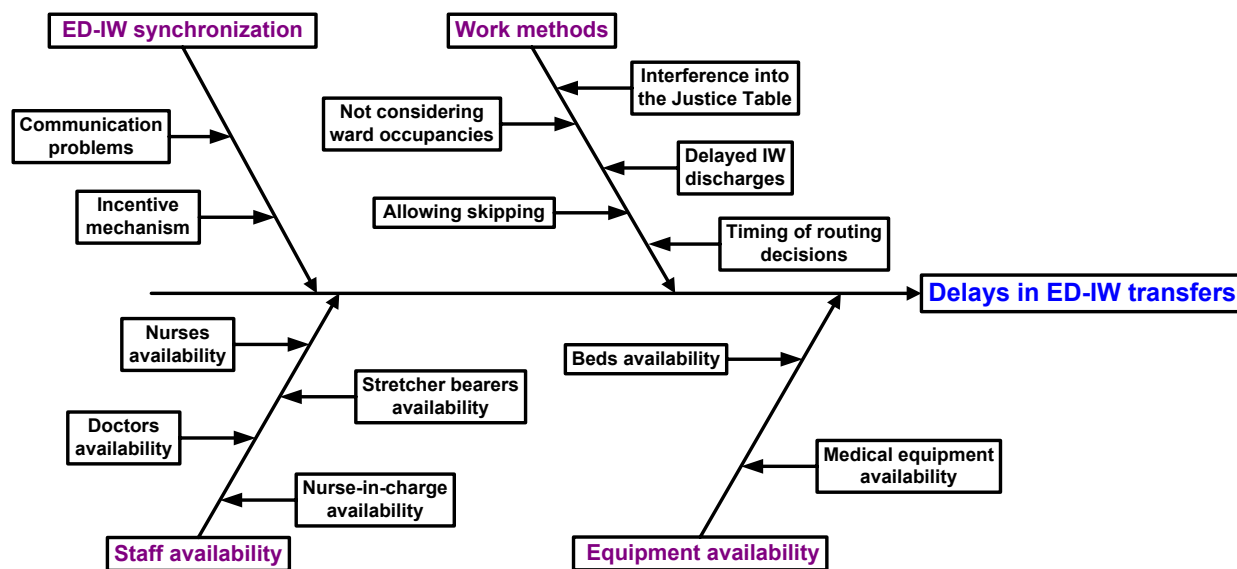 ED-IW synchronization
Work methods
Interference into
the Justice Table
Not considering
ward occupancies
Communication
problems
Delayed IW
discharges
Incentive
mechanism
Allowing skipping
Timing of routing
decisions
Delays in ED-IW transfers
Nurses
availability
Beds availability
Stretcher bearers
availability
Doctors
availability
Medical equipment
availability
Nurse-in-charge
availability
Staff availability
Equipment availability